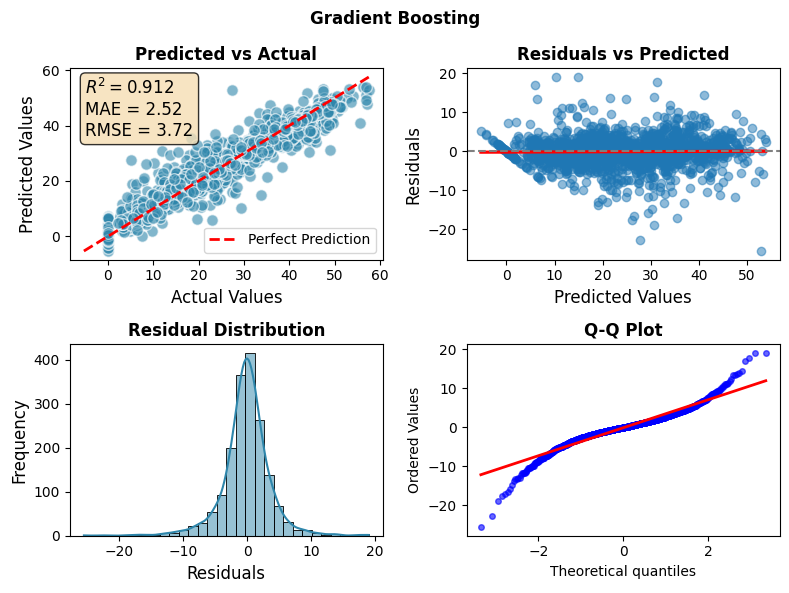 Gradient Boosting
Predicted vs Actual
R² = 0.912
MAE = 2.52
RMSE = 3.72
60
40
20
0
Predicted Values
Perfect Prediction
0 10 20 30 40 50 60
Actual Values
Residuals vs Predicted
20
10
0
−10
−20
Residuals
0 10 20 30 40 50
Predicted Values
Residual Distribution
400
300
200
100
0
Frequency
−20 −10 0 10 20
Residuals
Q-Q Plot
20
10
0
−10
−20
Ordered Values
−2 0 2
Theoretical quantiles